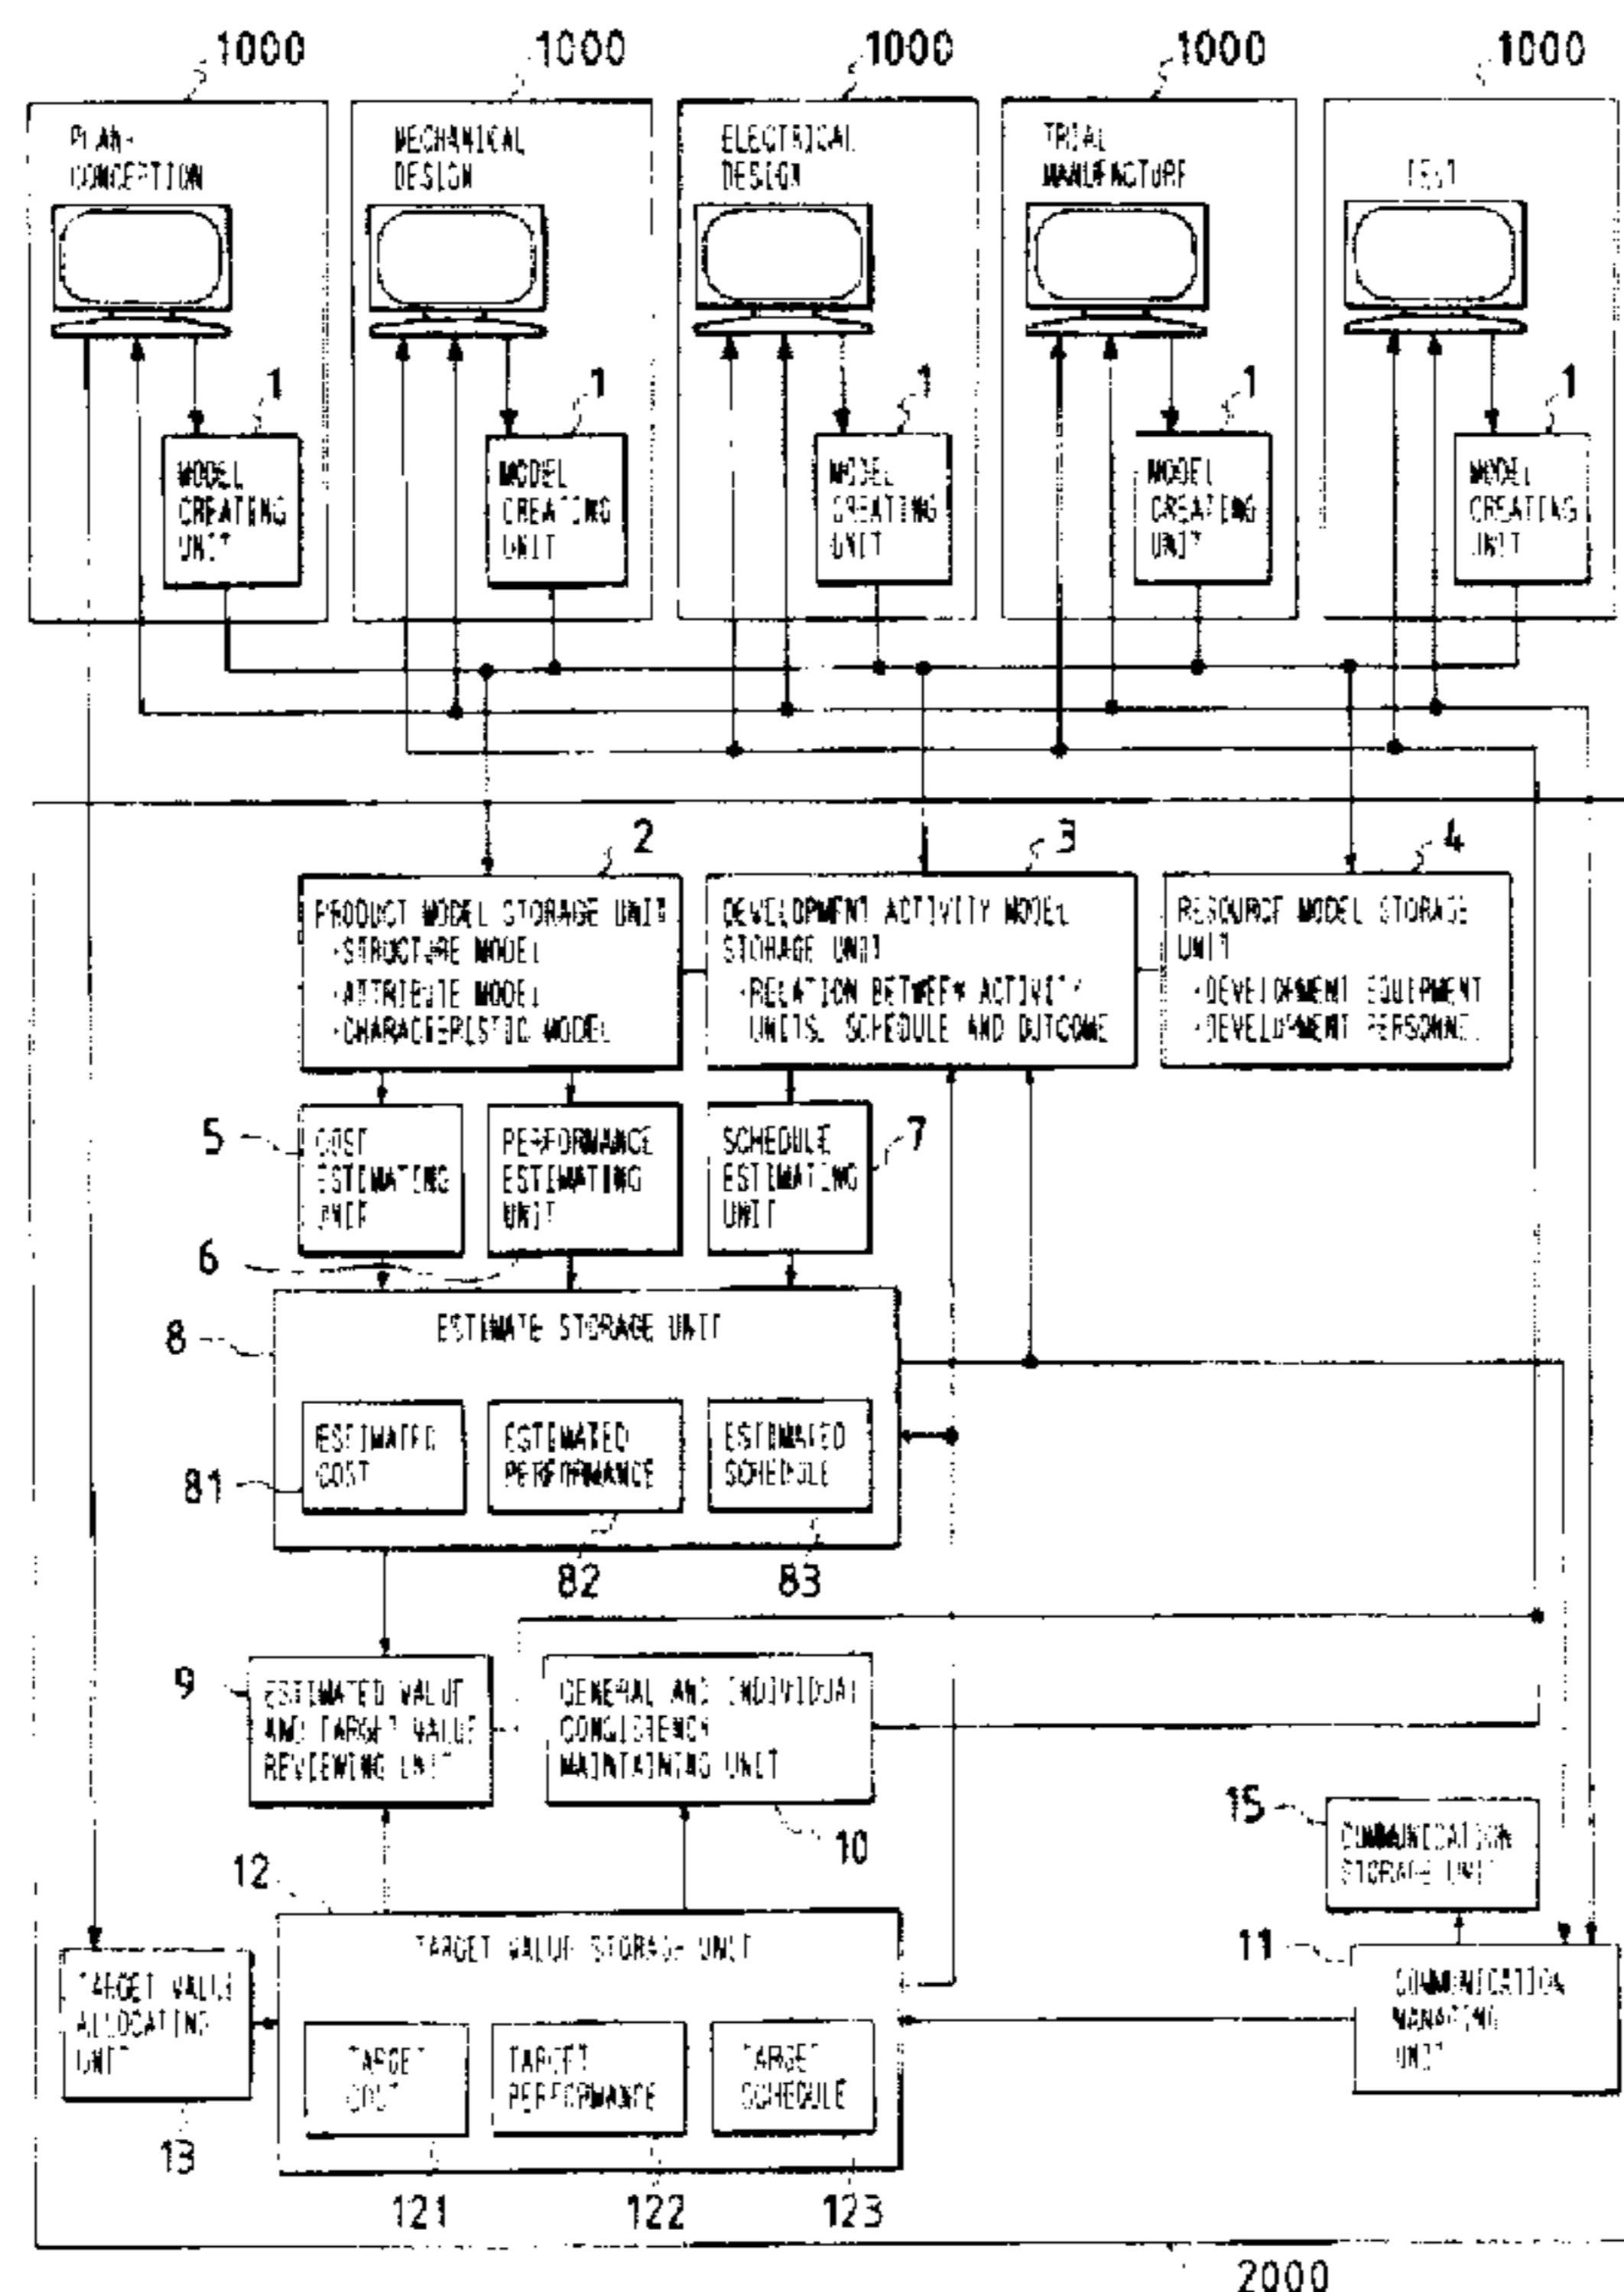 1000 1000 1000 1000 1000
PLAN·
CONCEPTION
MECHANICAL
DESIGN
ELECTRICAL
DESIGN
TRIAL
MANUFACTURE
TEST
1 1 1 1 1
MODEL
CREATING
UNIT
MODEL
CREATING
UNIT
MODEL
CREATING
UNIT
MODEL
CREATING
UNIT
MODEL
CREATING
UNIT
2 3 4
PRODUCT MODEL STORAGE UNIT
·STRUCTURE MODEL
·ATTRIBUTE MODEL
·CHARACTERISTIC MODEL
DEVELOPMENT ACTIVITY MODEL
STORAGE UNIT
·RELATION BETWEEN ACTIVITY
UNITS, SCHEDULE AND OUTCOME
RESOURCE MODEL STORAGE
UNIT
·DEVELOPMENT EQUIPMENT
·DEVELOPMENT PERSONNEL
5
COST
ESTIMATING
UNIT
PERFORMANCE
ESTIMATING
UNIT
SCHEDULE
ESTIMATING
UNIT
7
6
8
ESTIMATE STORAGE UNIT
ESTIMATED
COST
ESTIMATED
PERFORMANCE
ESTIMATED
SCHEDULE
81
82 83
9
ESTIMATED VALUE
AND TARGET VALUE
REVIEWING UNIT
GENERAL AND INDIVIDUAL
CONSISTENCY
MAINTAINING UNIT
10
15
COMMUNICATION
STORAGE UNIT
12
TARGET VALUE STORAGE UNIT
11
COMMUNICATION
MANAGING
UNIT
TARGET VALUE
ALLOCATING
UNIT
TARGET
COST
TARGET
PERFORMANCE
TARGET
SCHEDULE
13
121 122 123
2000